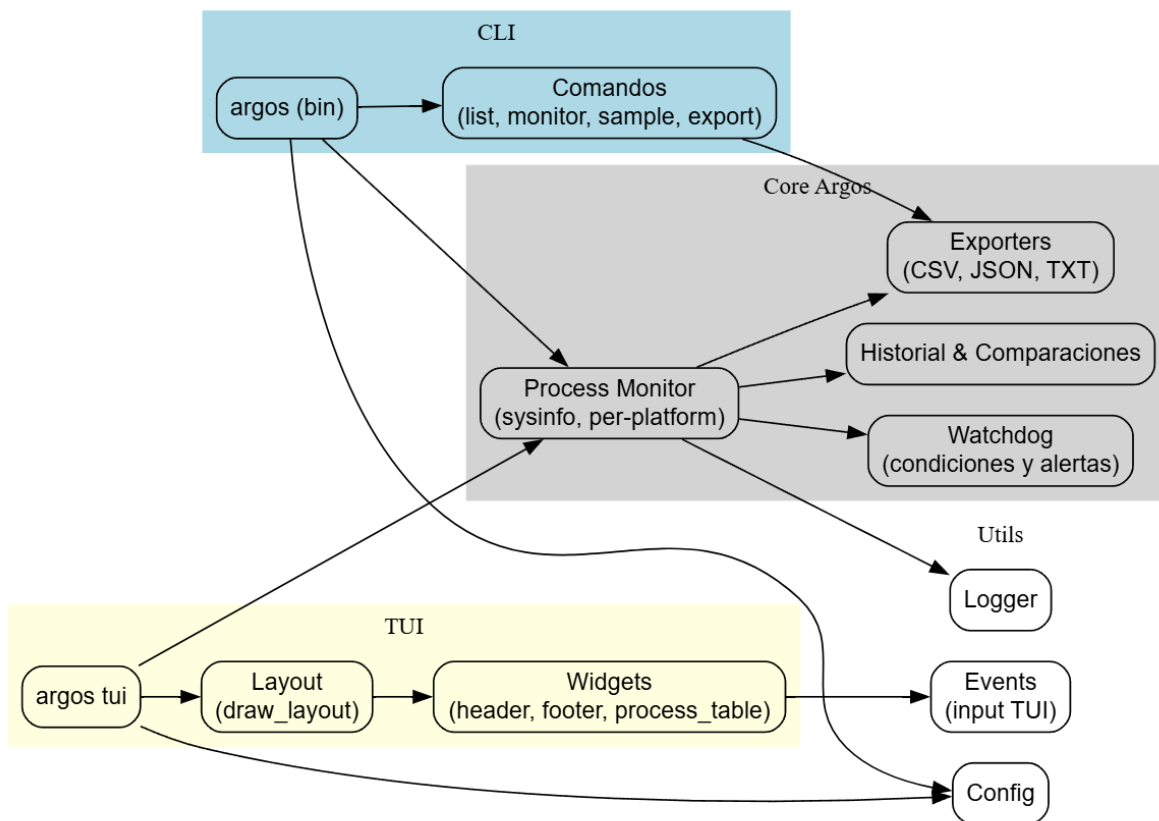 CLI
argos (bin)
Comandos
(list, monitor, sample, export)
Core Argos
Exporters
(CSV, JSON, TXT)
Historial & Comparaciones
Process Monitor
(sysinfo, per-platform)
Watchdog
(condiciones y alertas)
Utils
Logger
TUI
argos tui
Layout
(draw_layout)
Widgets
(header, footer, process_table)
Events
(input TUI)
Config